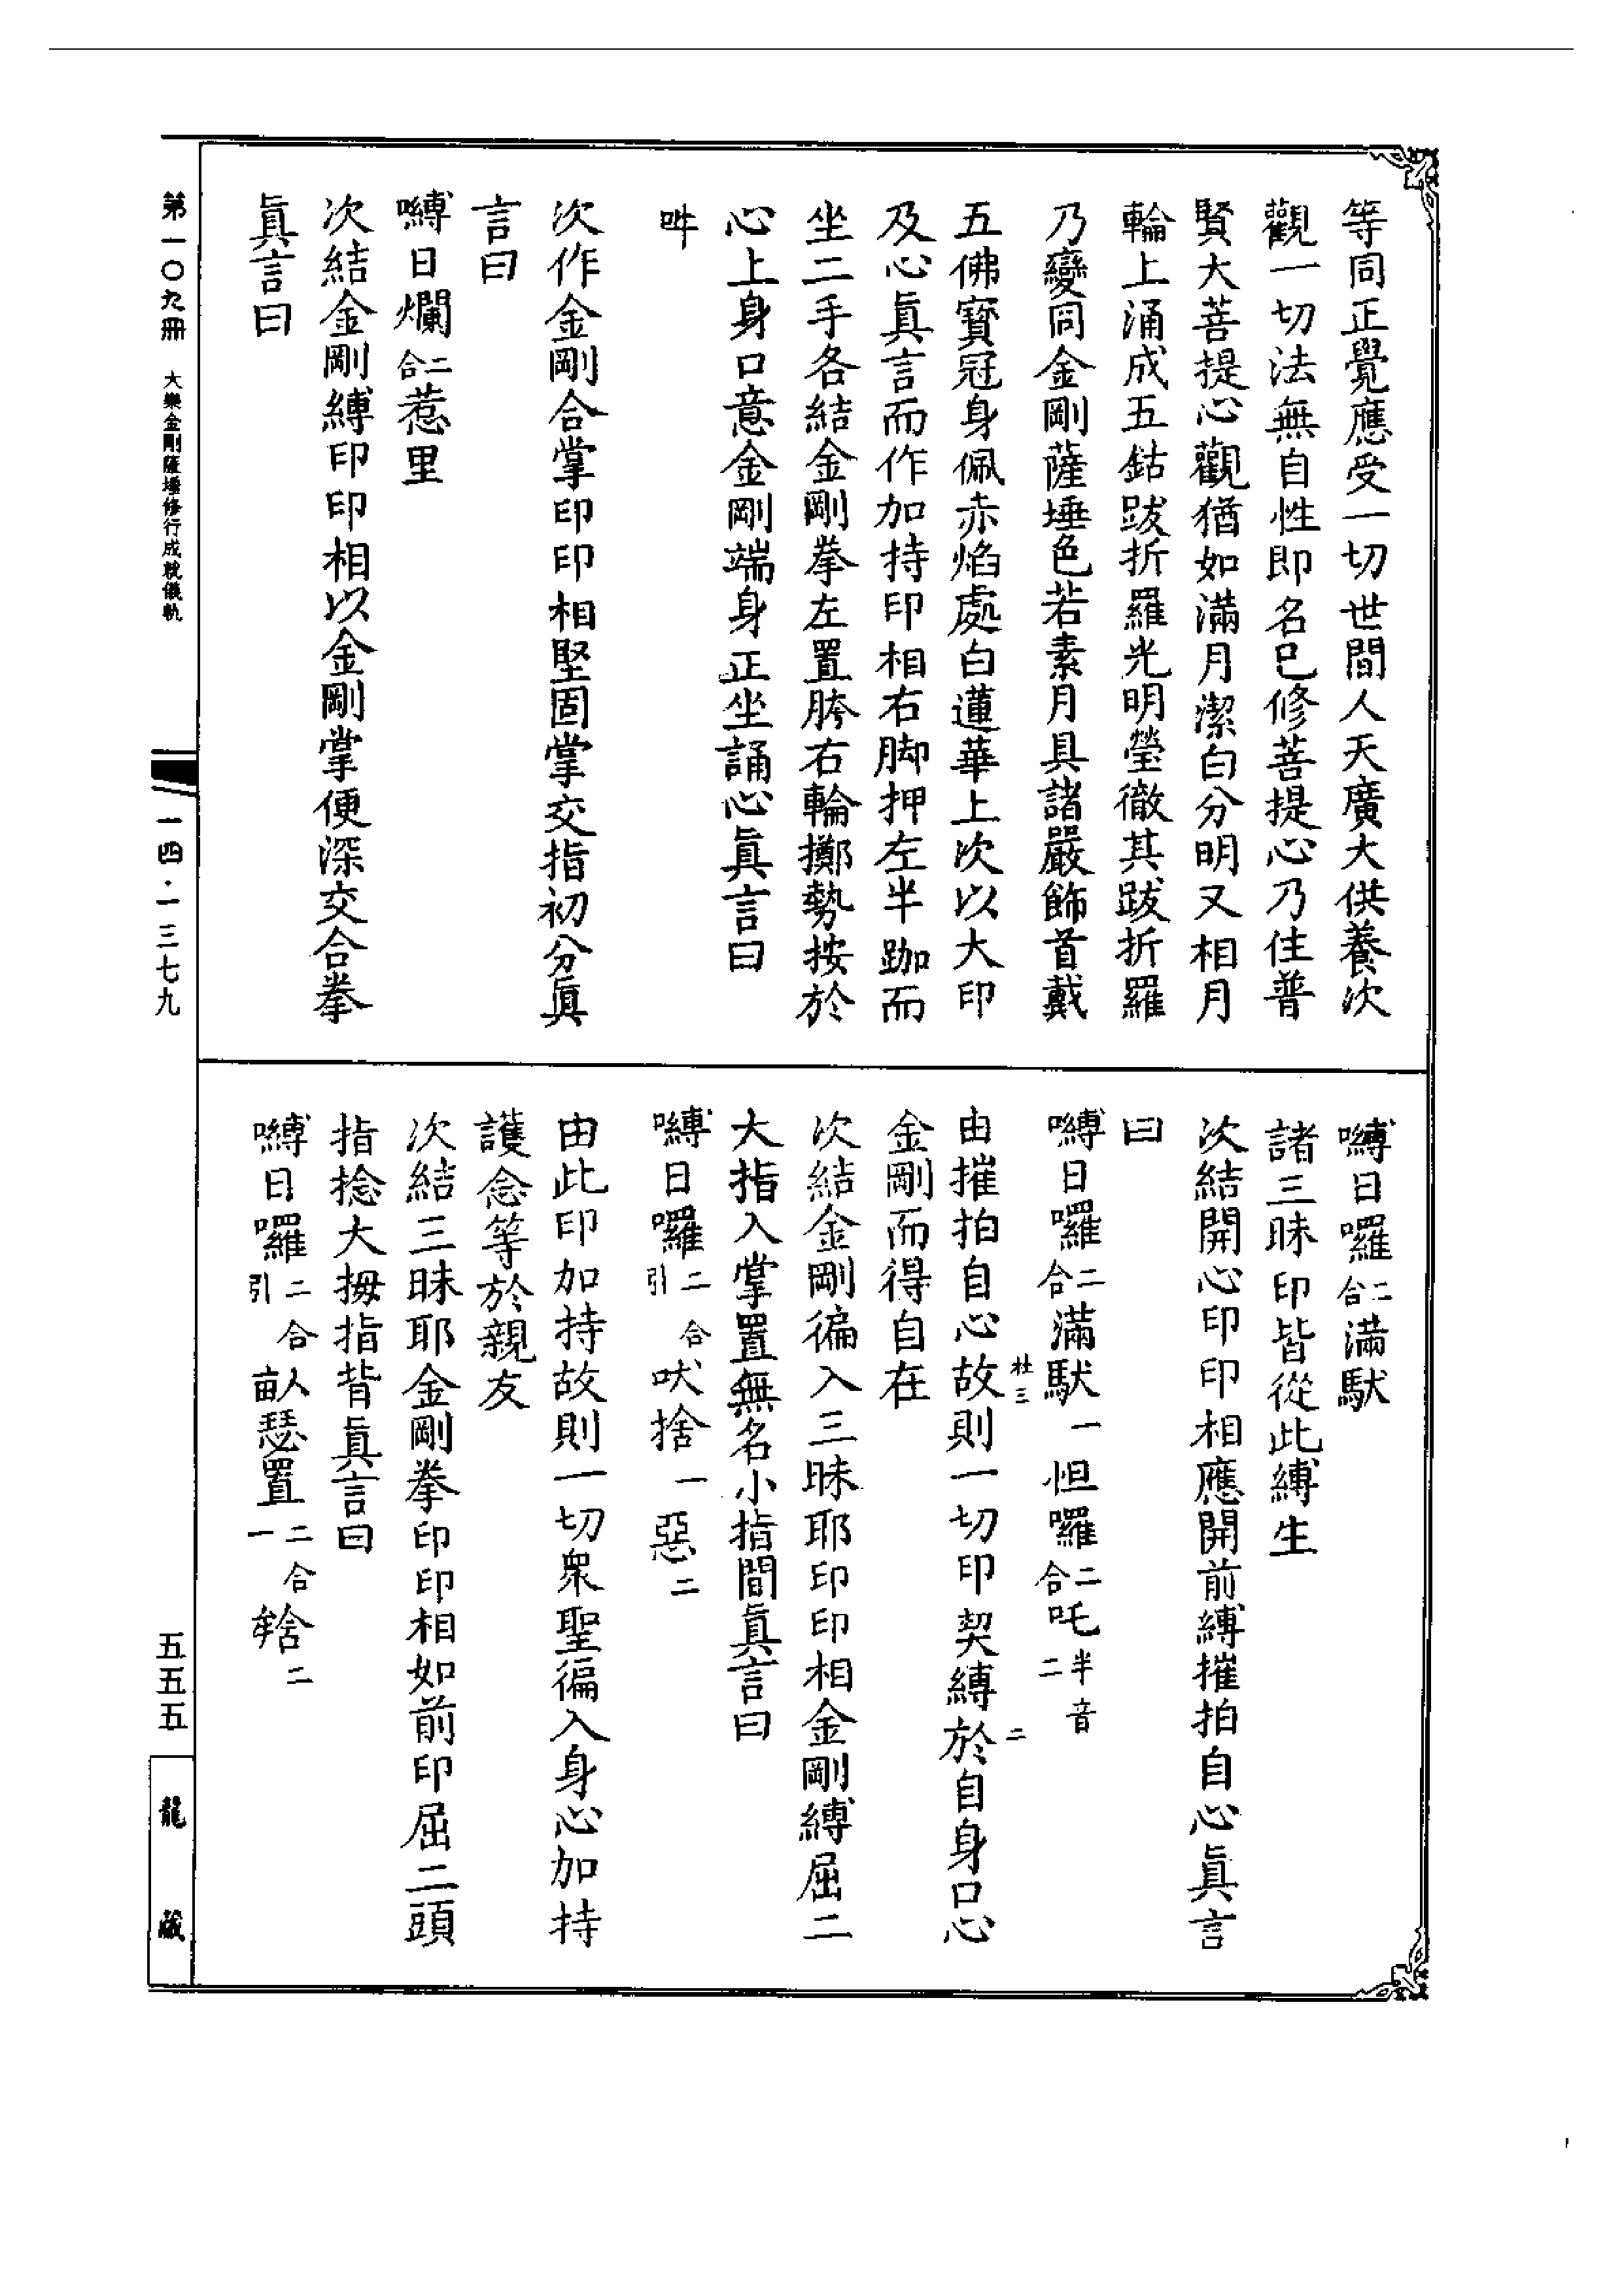 等同正覺應受一切世間人天廣大供養次
觀一切法無自性即名已修菩提心乃住普
賢大菩提心觀猶如滿月潔白分明又相月
輪上涌成五鈷跋折羅光明瑩徹其跋折羅
乃變同金剛薩埵色若素月具諸嚴飾首戴
五佛寶冠身佩赤焰處白蓮華上次以大印
及心眞言而作加持印相右脚押左半跏而
坐二手各結金剛拳左置胯右輪擲勢按於
心上身口意金剛端身正坐誦心眞言曰
吽
次作金剛合掌印印相堅固掌交指初分眞
言曰
嚩日爛二合惹里
次結金剛縛印印相以金剛掌便深交合拳
眞言曰
嚩日囉二合滿馱
諸三昧印皆從此縛生
次結開心印印相應開前縛摧拍自心眞言
曰
嚩日囉二合滿馱一怛囉二合吒半音二
由摧拍自心故則一切印契縛於自身口心
金剛而得自在
次結金剛徧入三昧耶印印相金剛縛屈二
大指入掌置無名小指間眞言曰
嚩日囉二合引吠捨一惡二
由此印加持故則一切衆聖徧入身心加持
護念等於親友
次結三昧耶金剛拳印印相如前印屈二頭
指捻大拇指背眞言曰
嚩日囉二合引瑟置二合一二
第一〇九冊　大樂金剛薩埵修行成就儀軌
一四·一三七九
五五五
龍藏